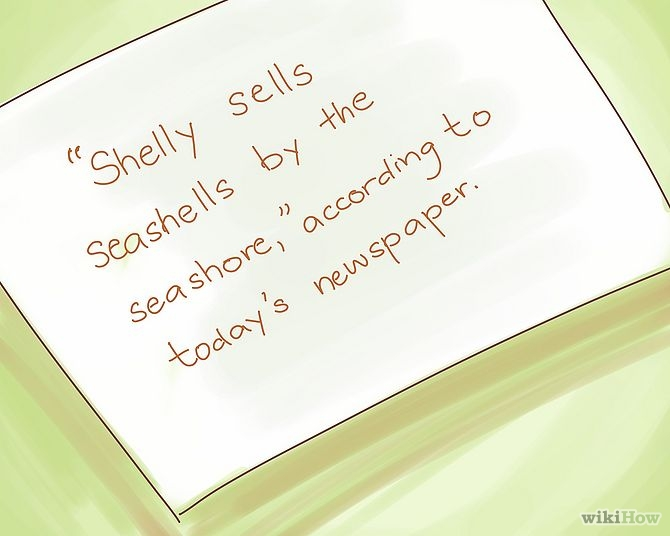 “Shelly sells
seashells by the
seashore,” according to
today's newspaper.
wikiHow